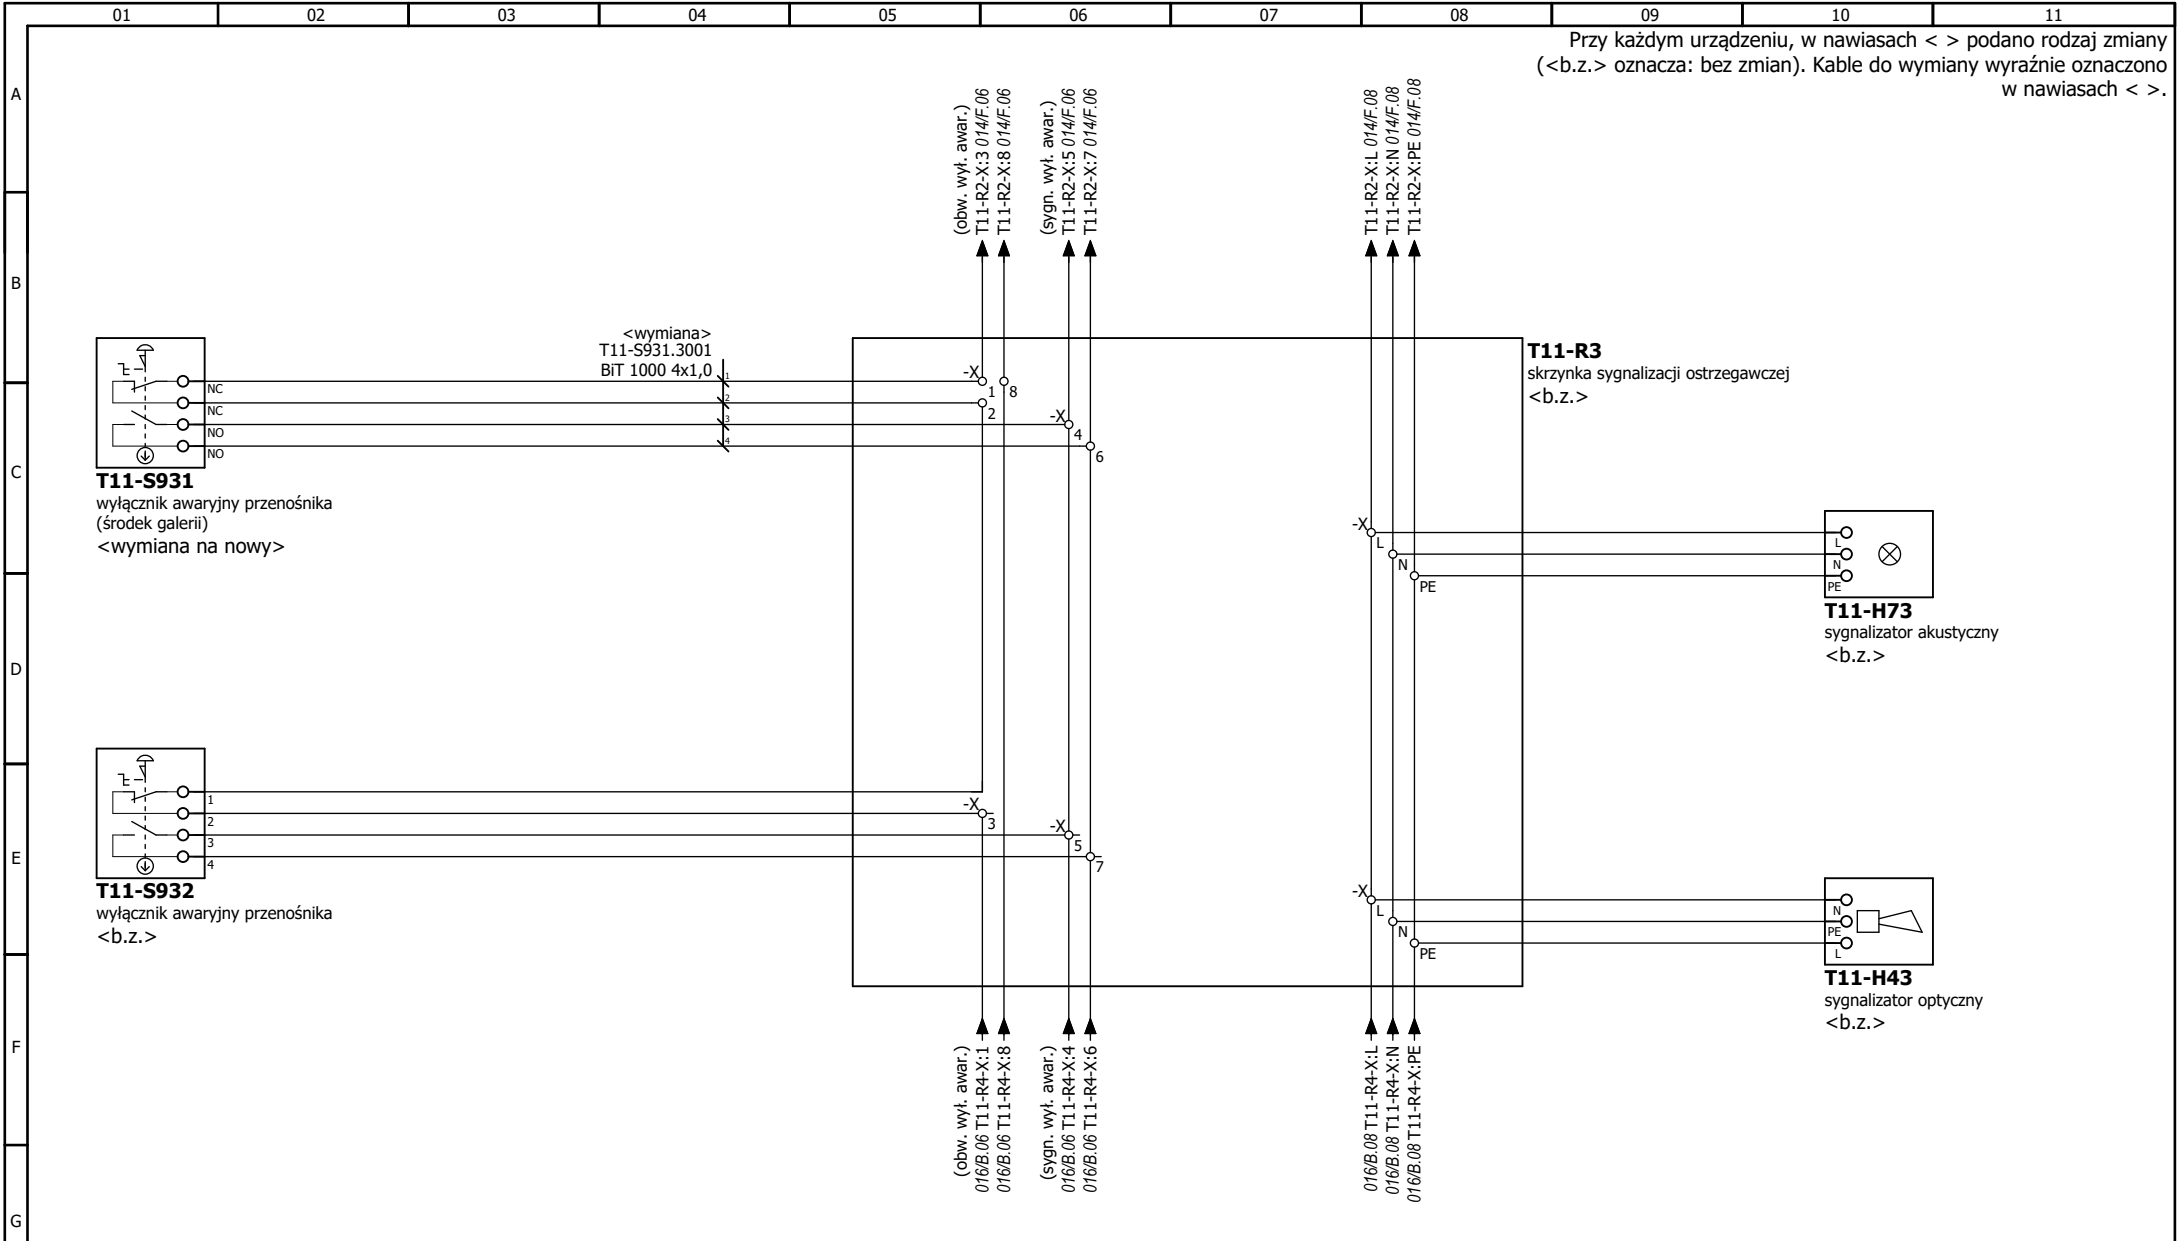 01 02 03 04 05 06 07 08 09 10 11
Przy każdym urządzeniu, w nawiasach < > podano rodzaj zmiany
(<b.z.> oznacza: bez zmian). Kable do wymiany wyraźnie oznaczono
w nawiasach < >.
A
B
C
D
E
F
G
(obw. wył. awar.)
T11-R2-X:3 014/F.06
T11-R2-X:8 014/F.06
(sygn. wył. awar.)
T11-R2-X:5 014/F.06
T11-R2-X:7 014/F.06
T11-R2-X:L 014/F.08
T11-R2-X:N 014/F.08
T11-R2-X:PE 014/F.08
<wymiana>
T11-S931.3001
BiT 1000 4x1,0
1
2
3
4
NC
NC
NO
NO
T11-S931
wyłącznik awaryjny przenośnika
(środek galerii)
<wymiana na nowy>
-X
1
8
2
-X
4
6
T11-R3
skrzynka sygnalizacji ostrzegawczej
<b.z.>
-X
L
N
PE
L
N
PE
T11-H73
sygnalizator akustyczny
<b.z.>
1
2
3
4
T11-S932
wyłącznik awaryjny przenośnika
<b.z.>
-X
3
-X
5
7
-X
L
N
PE
N
PE
L
T11-H43
sygnalizator optyczny
<b.z.>
(obw. wył. awar.)
016/B.06 T11-R4-X:1
016/B.06 T11-R4-X:8
(sygn. wył. awar.)
016/B.06 T11-R4-X:4
016/B.06 T11-R4-X:6
016/B.08 T11-R4-X:L
016/B.08 T11-R4-X:N
016/B.08 T11-R4-X:PE